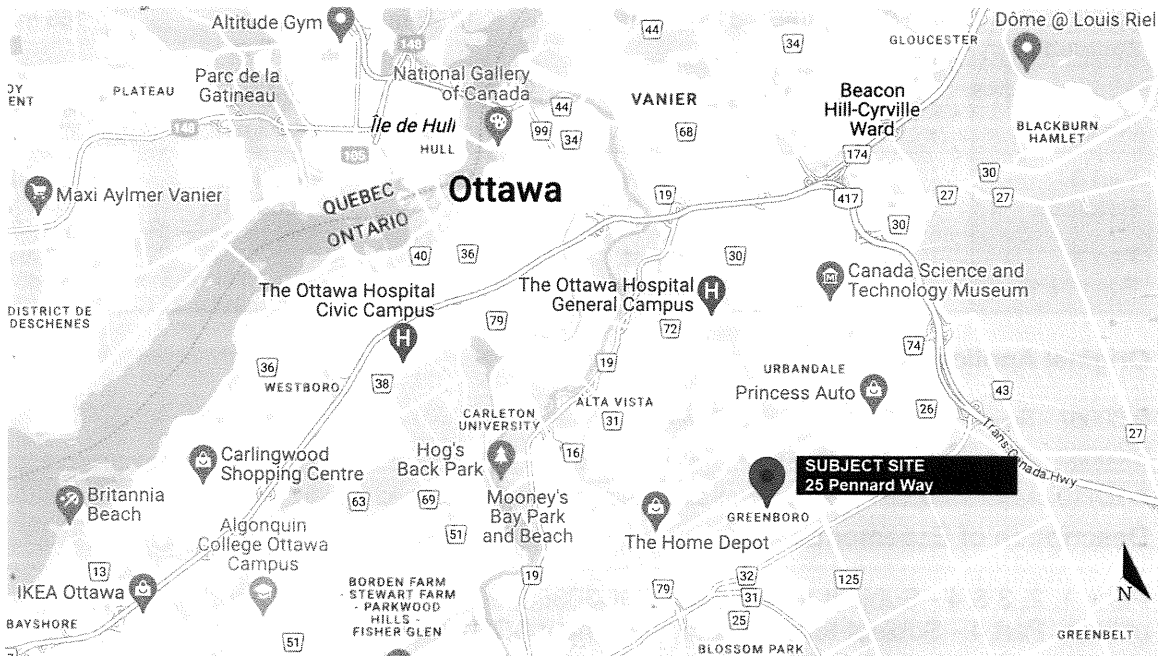 Altitude Gym
148
44
34
GLOUCESTER
Dôme @ Louis Riel
PLATEAU
Parc de la
Gatineau
National Gallery
of Canada
44
VANIER
Beacon
Hill-Cyrville
Ward
148
Île de Hull
HULL
99
34
68
BLACKBURN
HAMLET
174
30
Maxi Aylmer Vanier
QUEBEC
ONTARIO
Ottawa
19
417
27
27
30
40
36
30
The Ottawa Hospital
Civic Campus
The Ottawa Hospital
General Campus
Canada Science and
Technology Museum
DISTRICT DE
DESCHENES
79
72
74
36
WESTBORO
38
19
URBANDALE
Princess Auto
43
ALTA VISTA
31
26
CARLETON
UNIVERSITY
27
Trans-Canada Hwy
Hog's
Back Park
16
Carlingwood
Shopping Centre
SUBJECT SITE
25 Pennard Way
Britannia
Beach
63
69
Mooney's
Bay Park
and Beach
GREENBORO
Algonquin
College Ottawa
Campus
51
The Home Depot
13
IKEA Ottawa
19
79
32
125
31
25
BORDEN FARM
- STEWART FARM
- PARKWOOD
HILLS -
FISHER GLEN
N
BAYSHORE
51
BLOSSOM PARK
GREENBELT